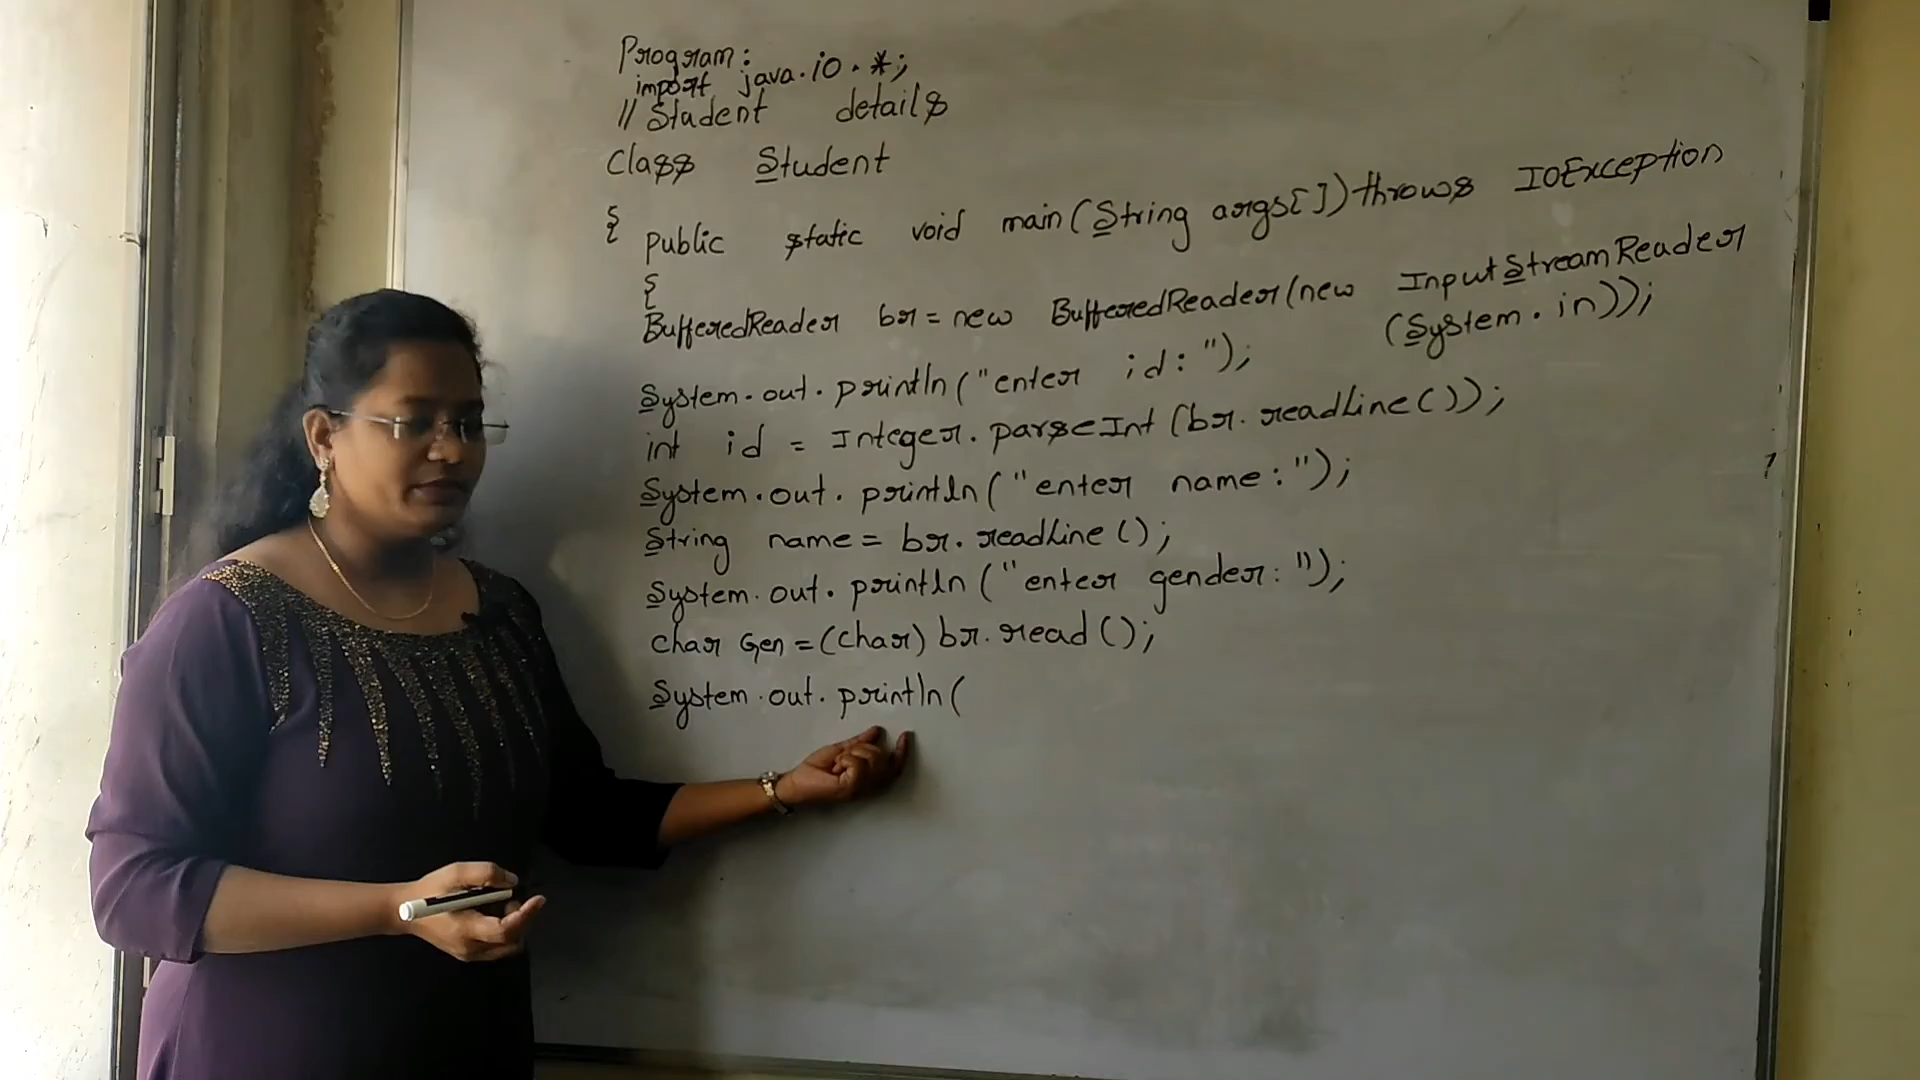 Program:
import java.io.*;
// Student details
Class Student
{
public static void main(String args[]) throws IOException
{
BufferedReader br = new BufferedReader(new InputStreamReader
(System.in));
System.out.println("enter id:");
int id = Integer.parseInt(br.readLine());
System.out.println("enter name:");
String name = br.readLine();
System.out.println("enter gender:");
char Gen = (char) br.read();
System.out.println(